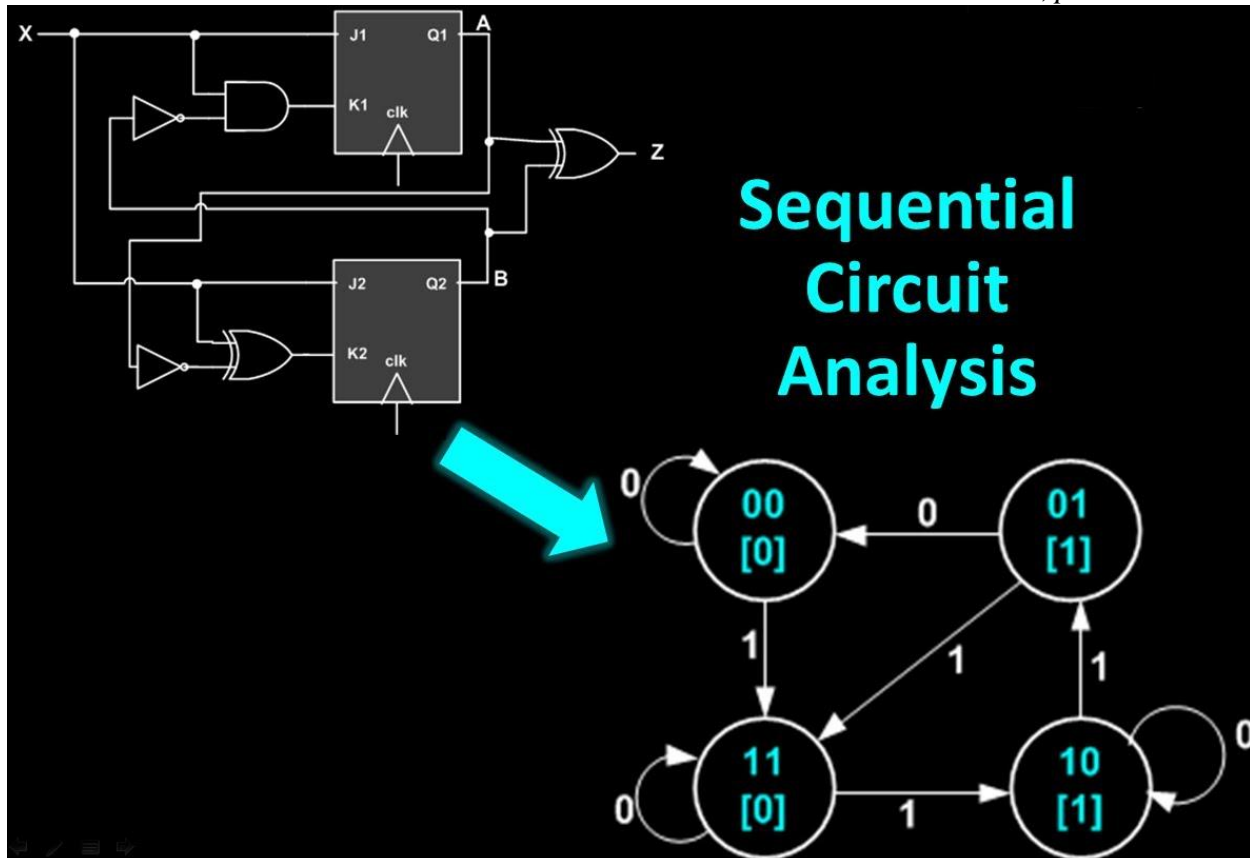 X
J1
Q1
A
K1
clk
Z
J2
Q2
B
K2
clk
Sequential
Circuit
Analysis
0
00
[0]
0
01
[1]
1
1
1
0
11
[0]
1
10
[1]
0